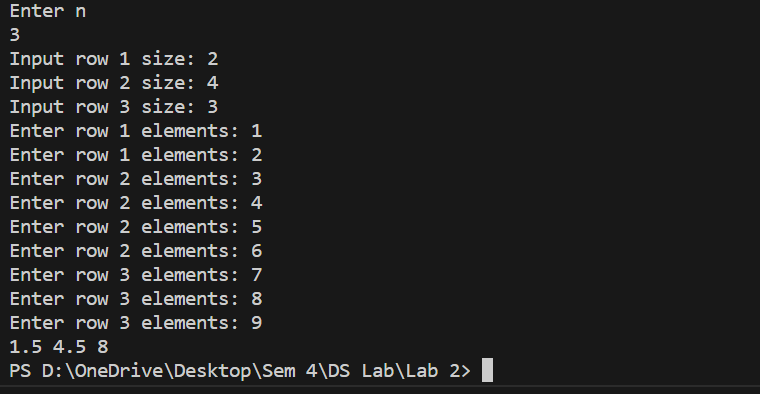 Enter n
3
Input row 1 size: 2
Input row 2 size: 4
Input row 3 size: 3
Enter row 1 elements: 1
Enter row 1 elements: 2
Enter row 2 elements: 3
Enter row 2 elements: 4
Enter row 2 elements: 5
Enter row 2 elements: 6
Enter row 3 elements: 7
Enter row 3 elements: 8
Enter row 3 elements: 9
1.5 4.5 8
PS D:\OneDrive\Desktop\Sem 4\DS Lab\Lab 2>